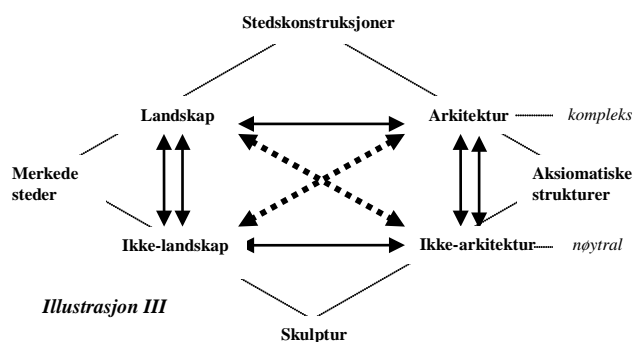 Stedskonstruksjoner
Landskap
Arkitektur
kompleks
Merkede
steder
Aksiomatiske
strukturer
Ikke-landskap
Ikke-arkitektur
nøytral
Illustrasjon III
Skulptur